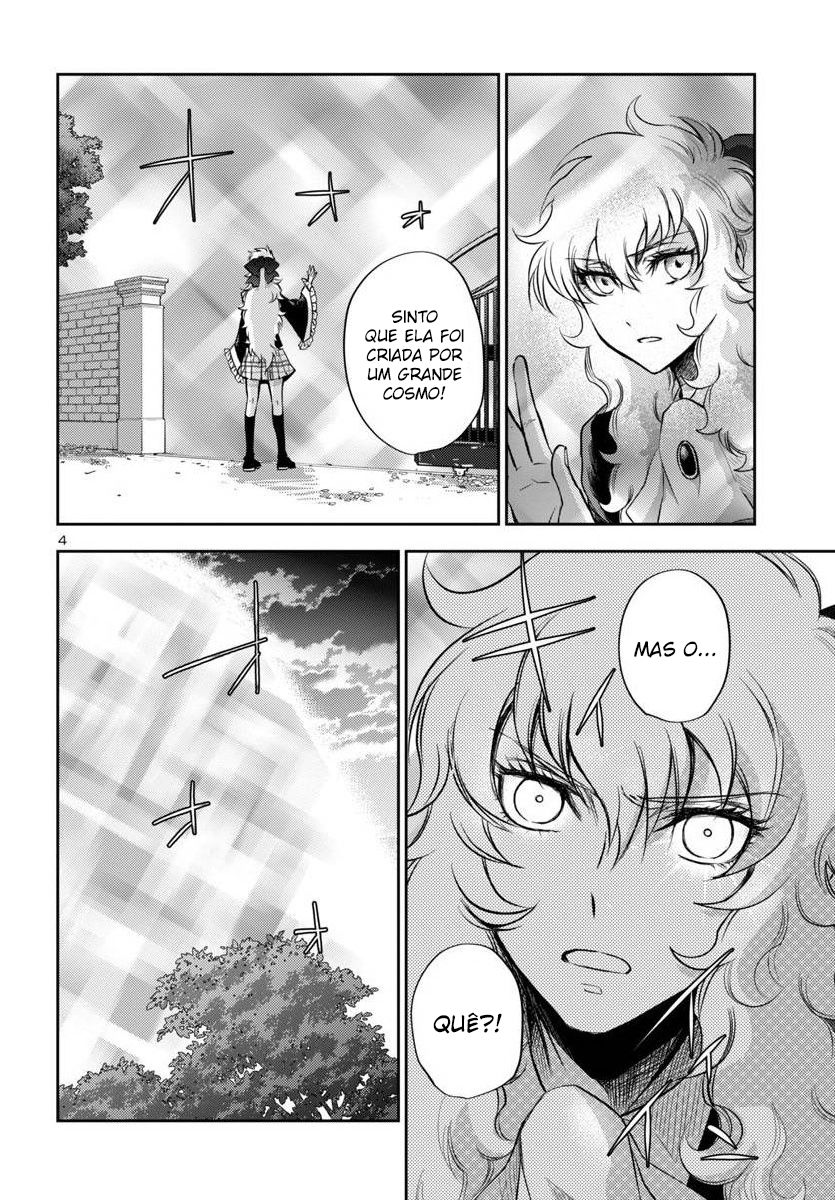 SINTO
QUE ELA FOI
CRIADA POR
UM GRANDE
COSMO!
オ
オ
オ
4
MAS O...
QUÊ?!
オ
オ
オ